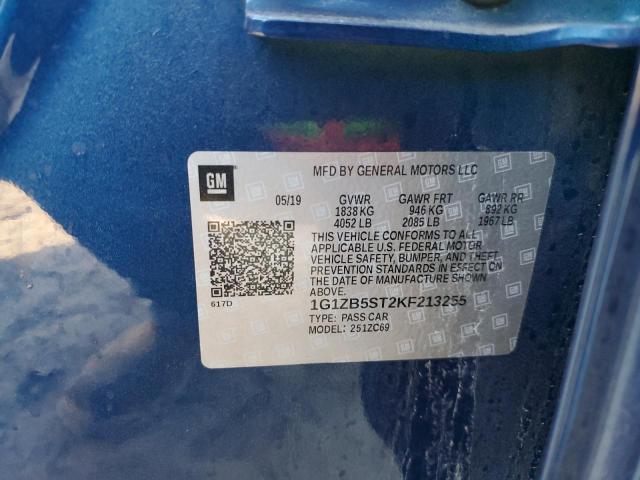 GM
MFD BY GENERAL MOTORS LLC
05/19 GVWR GAWR FRT GAWR RR
1838 KG 946 KG 892 KG
4052 LB 2085 LB 1967 LB
THIS VEHICLE CONFORMS TO ALL
APPLICABLE U.S. FEDERAL MOTOR
VEHICLE SAFETY, BUMPER, AND THEFT
PREVENTION STANDARDS IN EFFECT ON
THE DATE OF MANUFACTURE SHOWN
ABOVE.
617D
1G1ZB5ST2KF213255
TYPE: PASS CAR
MODEL: 251ZC69